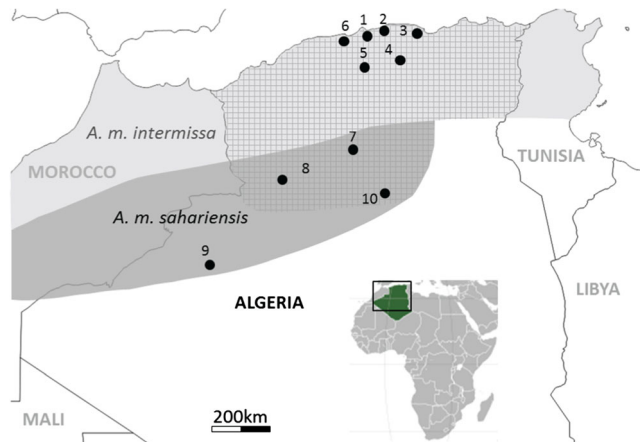 6 1 2 3
5 4
A. m. intermissa
7
MOROCCO
TUNISIA
8
10
A. m. sahariensis
9
LIBYA
ALGERIA
MALI
200km